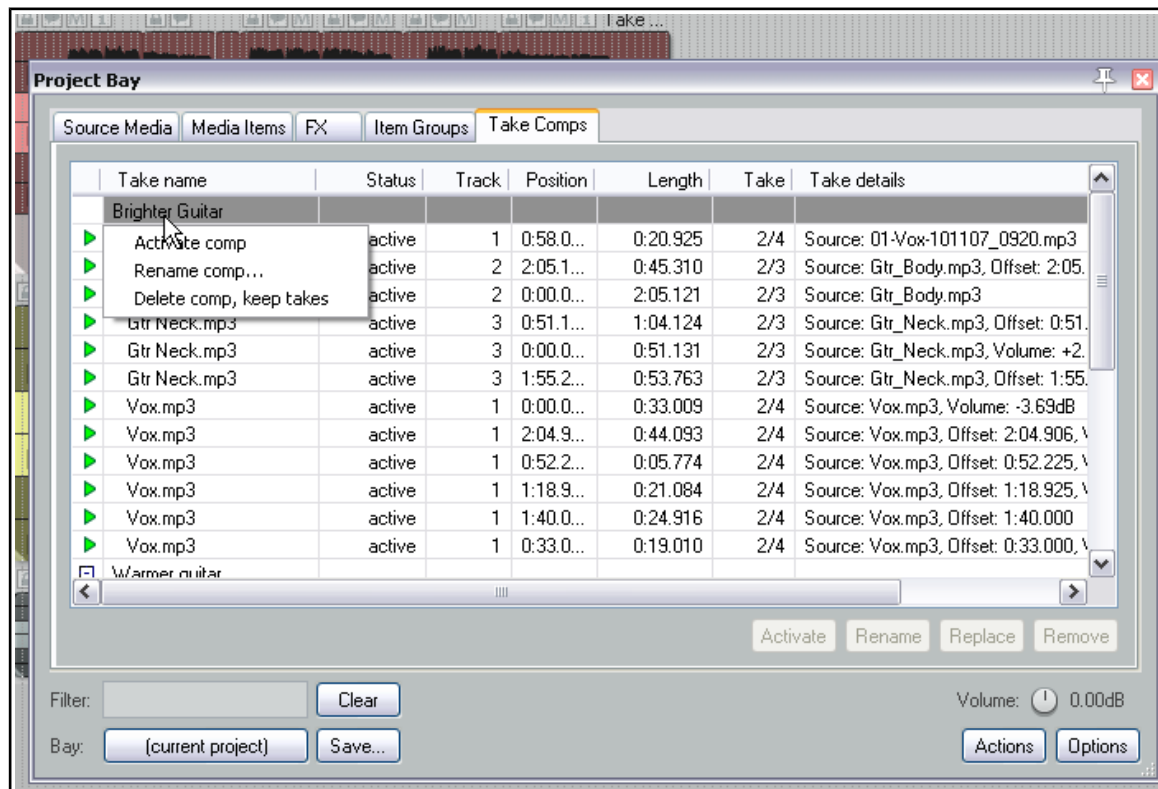 M M M M 1 Take ...
Project Bay
Source Media Media Items FX Item Groups Take Comps
Take name Status Track Position Length Take Take details
Brighter Guitar
Activate comp active 1 0:58.0... 0:20.925 2/4 Source: 01-Vox-101107_0920.mp3
Rename comp... active 2 2:05.1... 0:45.310 2/3 Source: Gtr_Body.mp3, Offset: 2:05.
Delete comp, keep takes active 2 0:00.0... 2:05.121 2/3 Source: Gtr_Body.mp3
Gtr Neck.mp3 active 3 0:51.1... 1:04.124 2/3 Source: Gtr_Neck.mp3, Offset: 0:51.
Gtr Neck.mp3 active 3 0:00.0... 0:51.131 2/3 Source: Gtr_Neck.mp3, Volume: +2.
Gtr Neck.mp3 active 3 1:55.2... 0:53.763 2/3 Source: Gtr_Neck.mp3, Offset: 1:55.
Vox.mp3 active 1 0:00.0... 0:33.009 2/4 Source: Vox.mp3, Volume: -3.69dB
Vox.mp3 active 1 2:04.9... 0:44.093 2/4 Source: Vox.mp3, Offset: 2:04.906,
Vox.mp3 active 1 0:52.2... 0:05.774 2/4 Source: Vox.mp3, Offset: 0:52.225,
Vox.mp3 active 1 1:18.9... 0:21.084 2/4 Source: Vox.mp3, Offset: 1:18.925,
Vox.mp3 active 1 1:40.0... 0:24.916 2/4 Source: Vox.mp3, Offset: 1:40.000
Vox.mp3 active 1 0:33.0... 0:19.010 2/4 Source: Vox.mp3, Offset: 0:33.000,
Warmer guitar
Activate Rename Replace Remove
Filter: Clear Volume: 0.00dB
Bay: (current project) Save... Actions Options